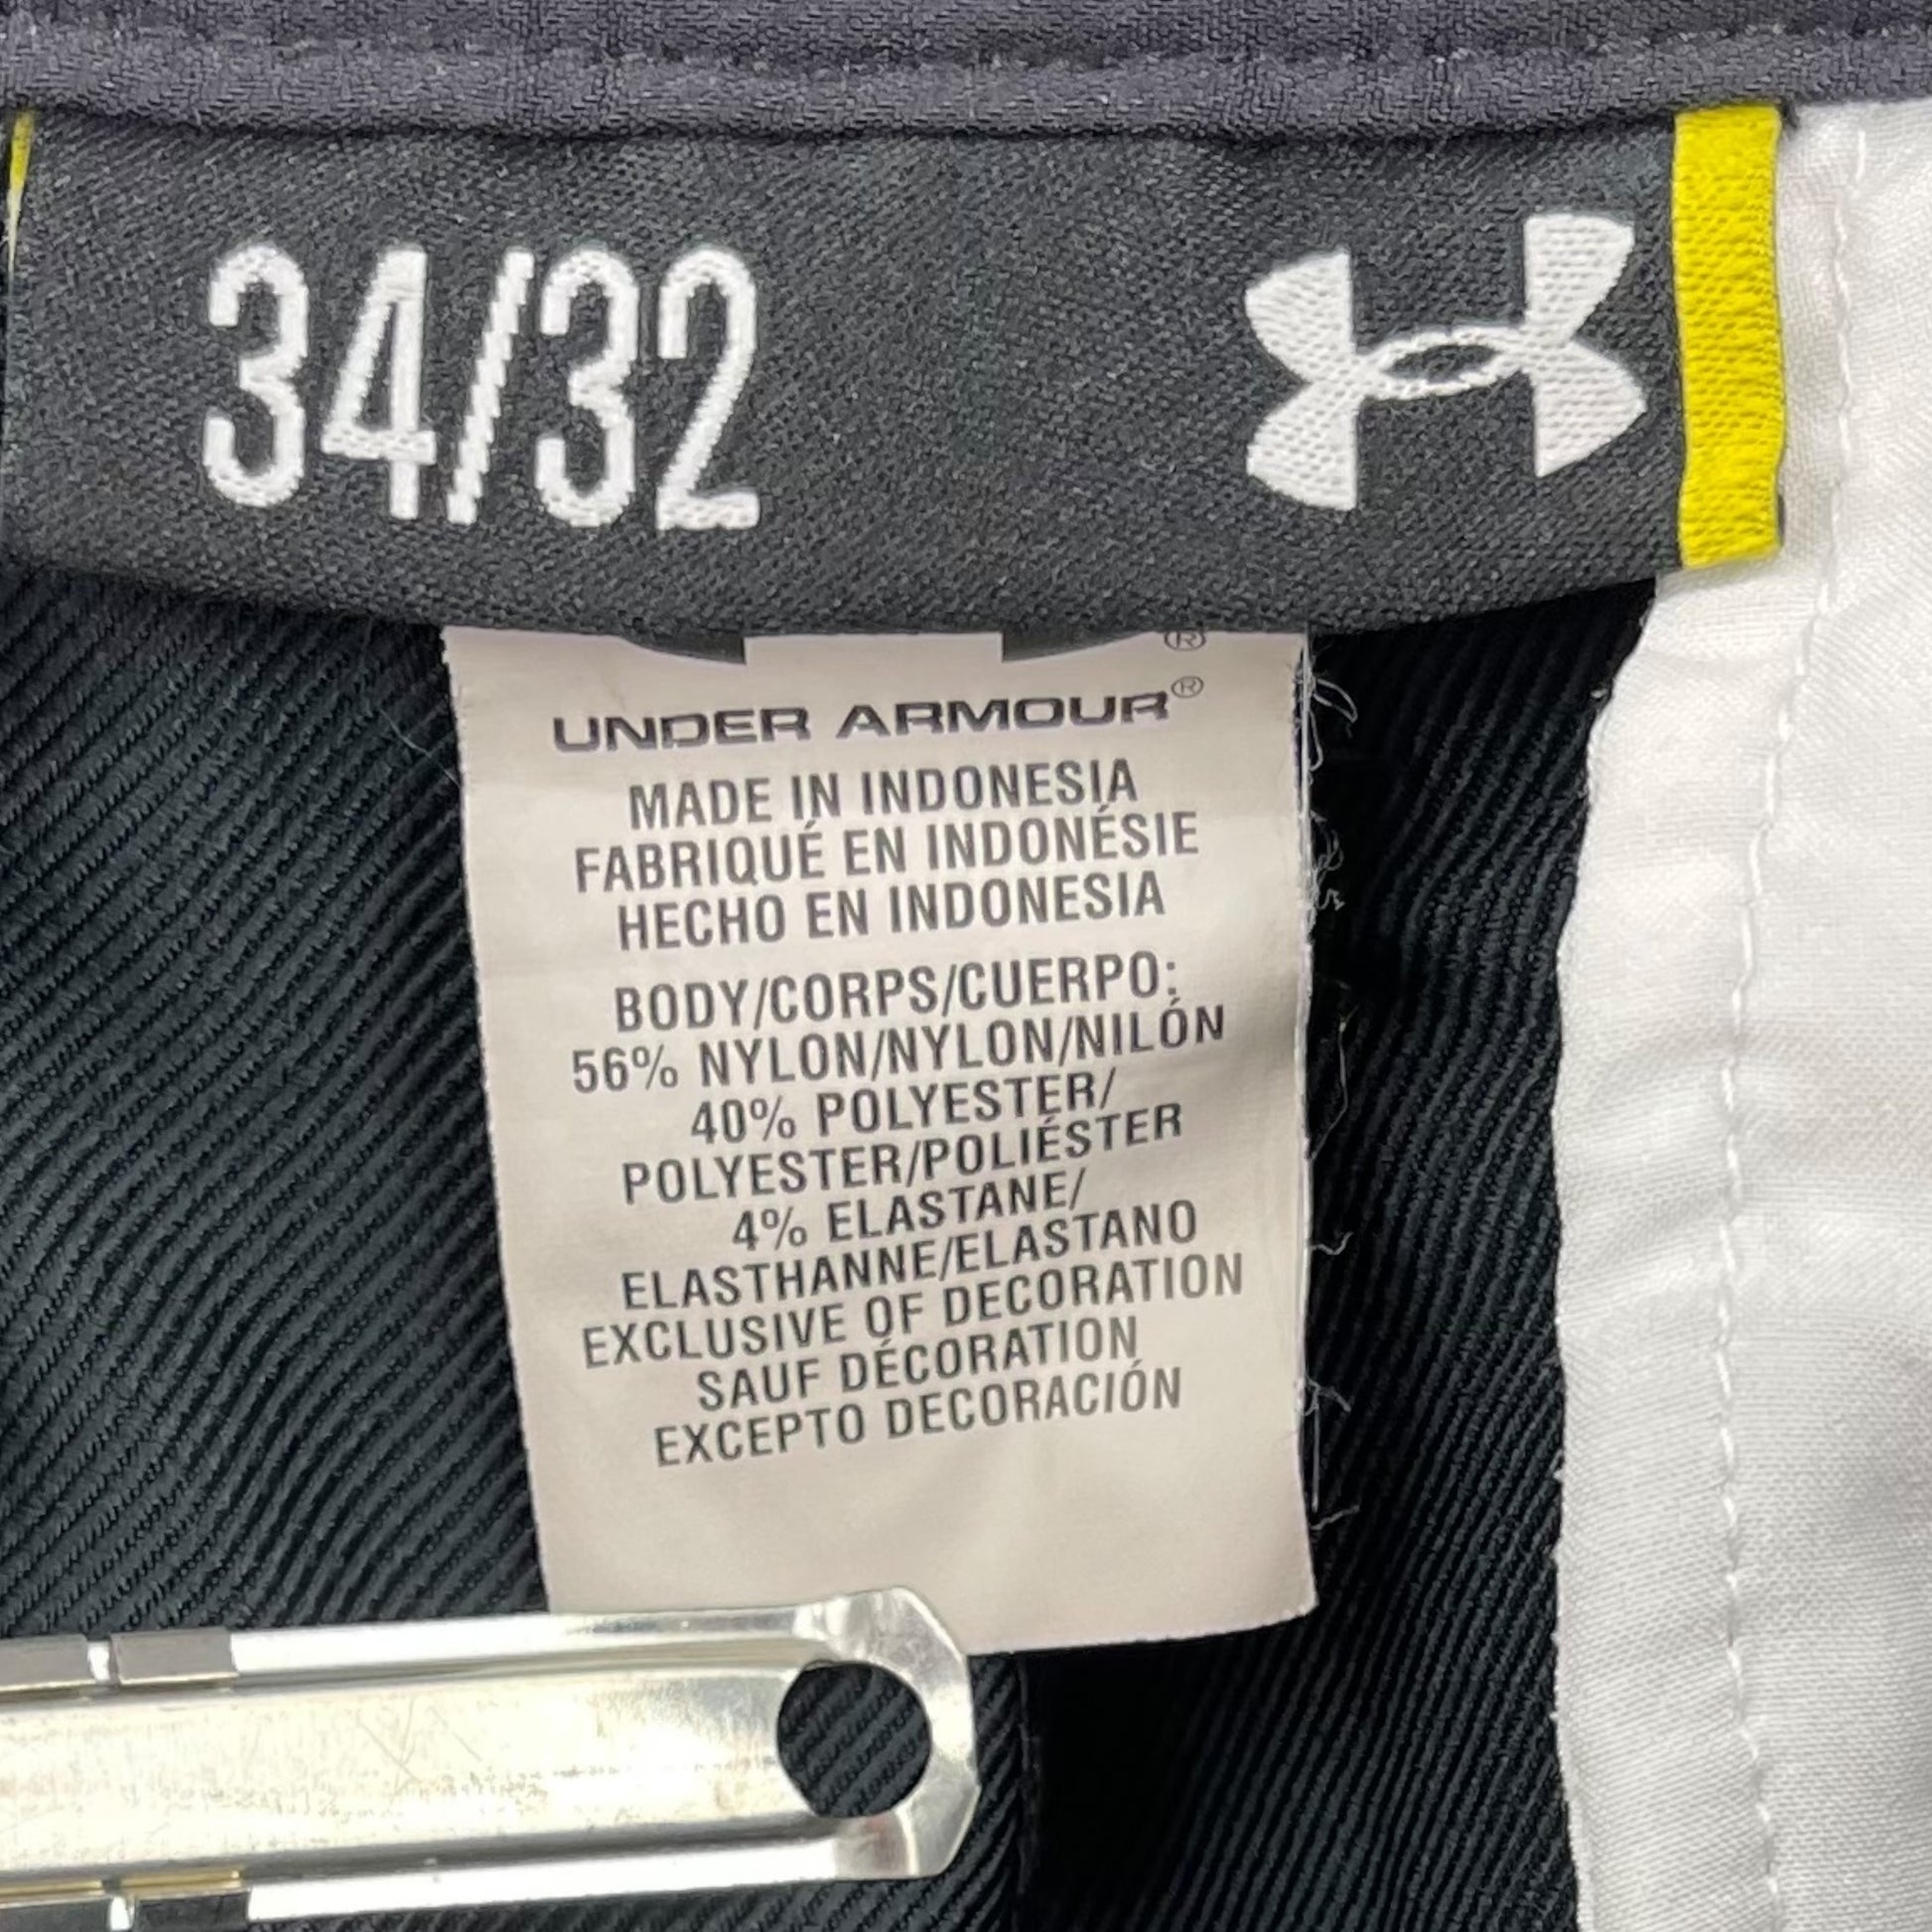 34/32
®
UNDER ARMOUR®
MADE IN INDONESIA
FABRIQUÉ EN INDONÉSIE
HECHO EN INDONESIA
BODY/CORPS/CUERPO:
56% NYLON/NYLON/NILÓN
40% POLYESTER/
POLYESTER/POLIÉSTER
4% ELASTANE/
ELASTHANNE/ELASTANO
EXCLUSIVE OF DECORATION
SAUF DÉCORATION
EXCEPTO DECORACIÓN